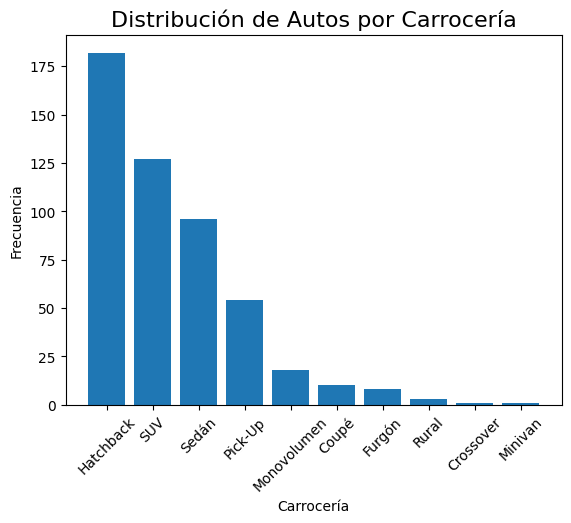 Distribución de Autos por Carrocería
Frecuencia
175
150
125
100
75
50
25
0
Hatchback
SUV
Sedán
Pick-Up
Monovolumen
Coupé
Furgón
Rural
Crossover
Minivan
Carrocería